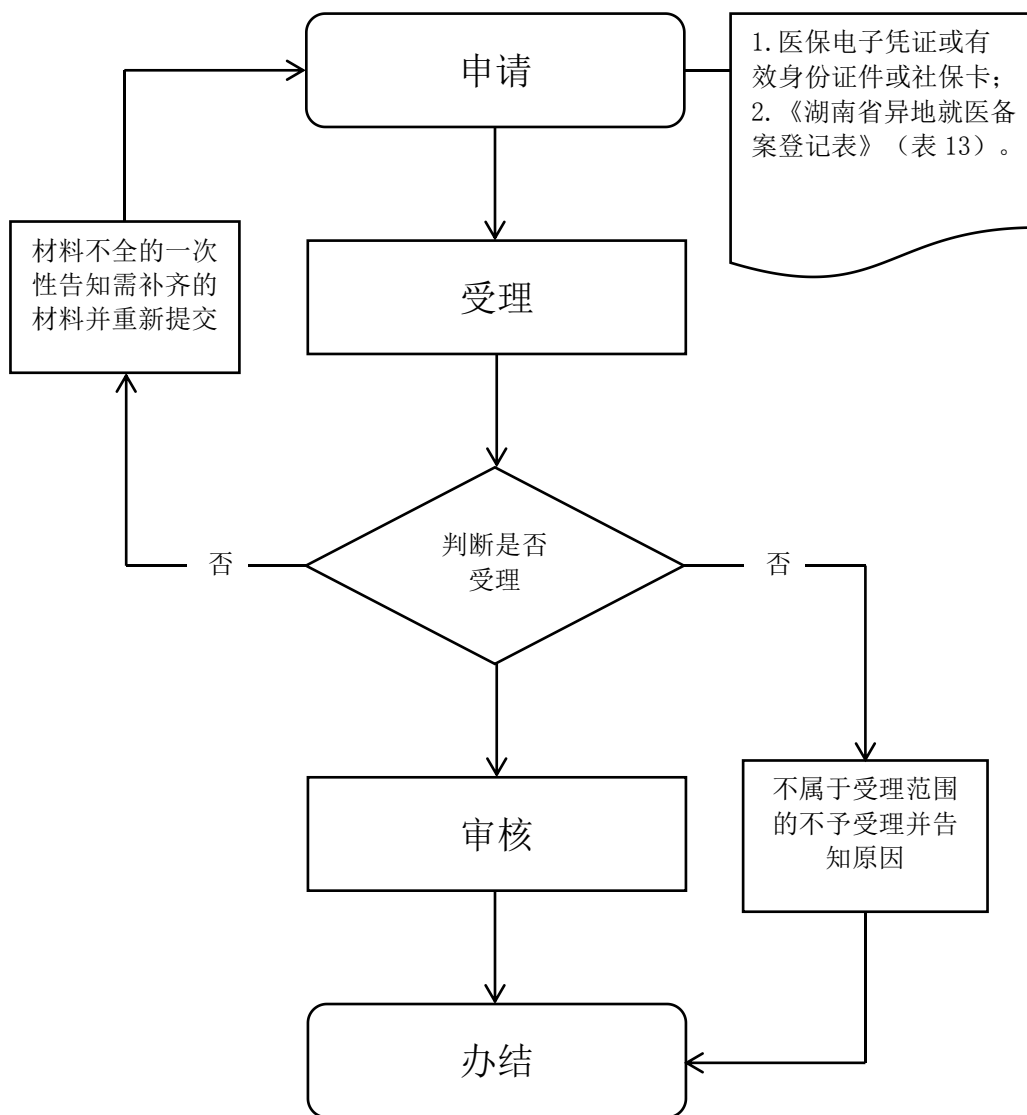 申请
1.医保电子凭证或有
效身份证件或社保卡；
2.《湖南省异地就医备
案登记表》（表 13）。
材料不全的一次
性告知需补齐的
材料并重新提交
受理
判断是否
受理
否
否
审核
不属于受理范围
的不予受理并告
知原因
办结